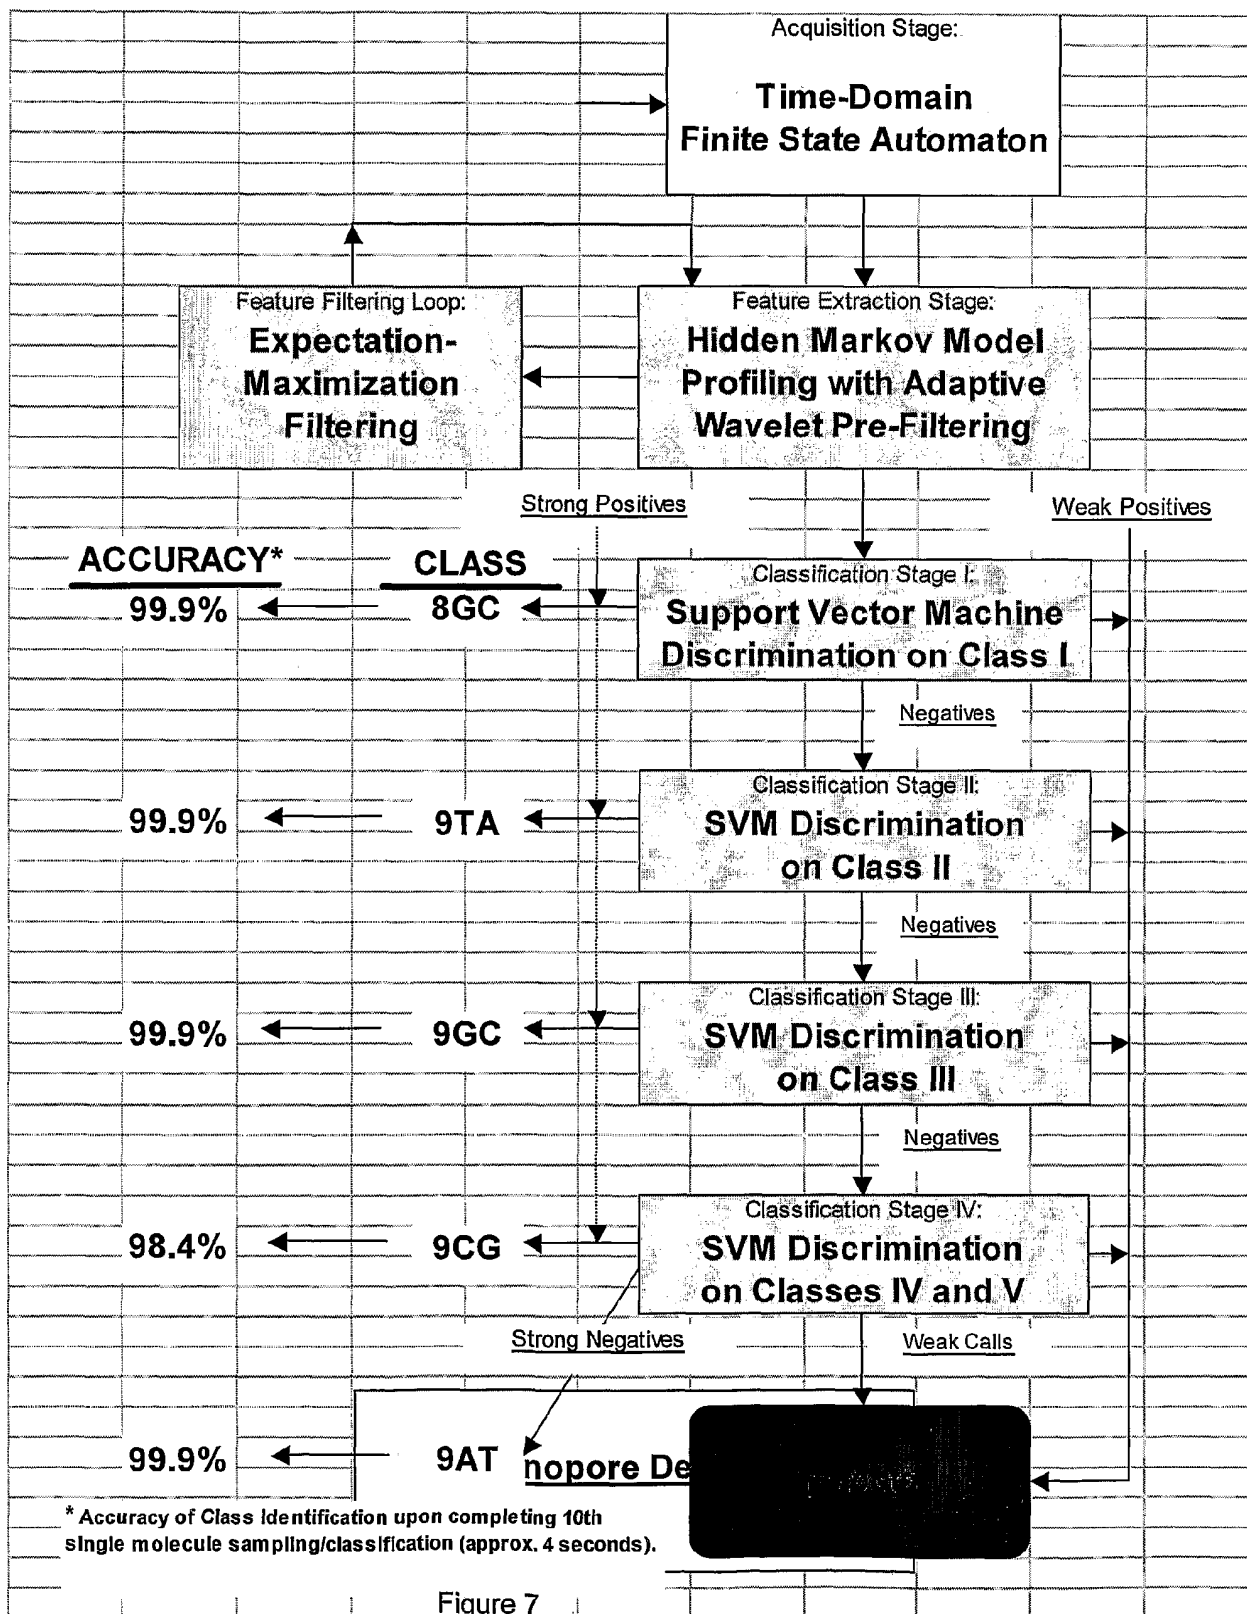 Acquisition Stage:
Time-Domain
Finite State Automaton
Feature Filtering Loop:
Expectation-
Maximization
Filtering
Feature Extraction Stage:
Hidden Markov Model
Profiling with Adaptive
Wavelet Pre-Filtering
Strong Positives
Weak Positives
ACCURACY*
CLASS
Classification Stage I:
Support Vector Machine
Discrimination on Class I
99.9%
8GC
Negatives
Classification Stage II:
SVM Discrimination
on Class II
99.9%
9TA
Negatives
Classification Stage III:
SVM Discrimination
on Class III
99.9%
9GC
Negatives
Classification Stage IV:
SVM Discrimination
on Classes IV and V
98.4%
9CG
Strong Negatives
Weak Calls
99.9%
9AT
nopore De
* Accuracy of Class Identification upon completing 10th
single molecule sampling/classification (approx. 4 seconds).
Figure 7